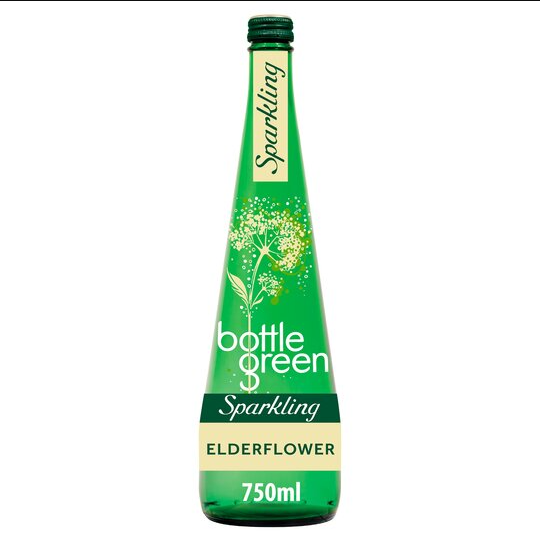 Sparkling
bottle
green
Sparkling
ELDERFLOWER
750ml